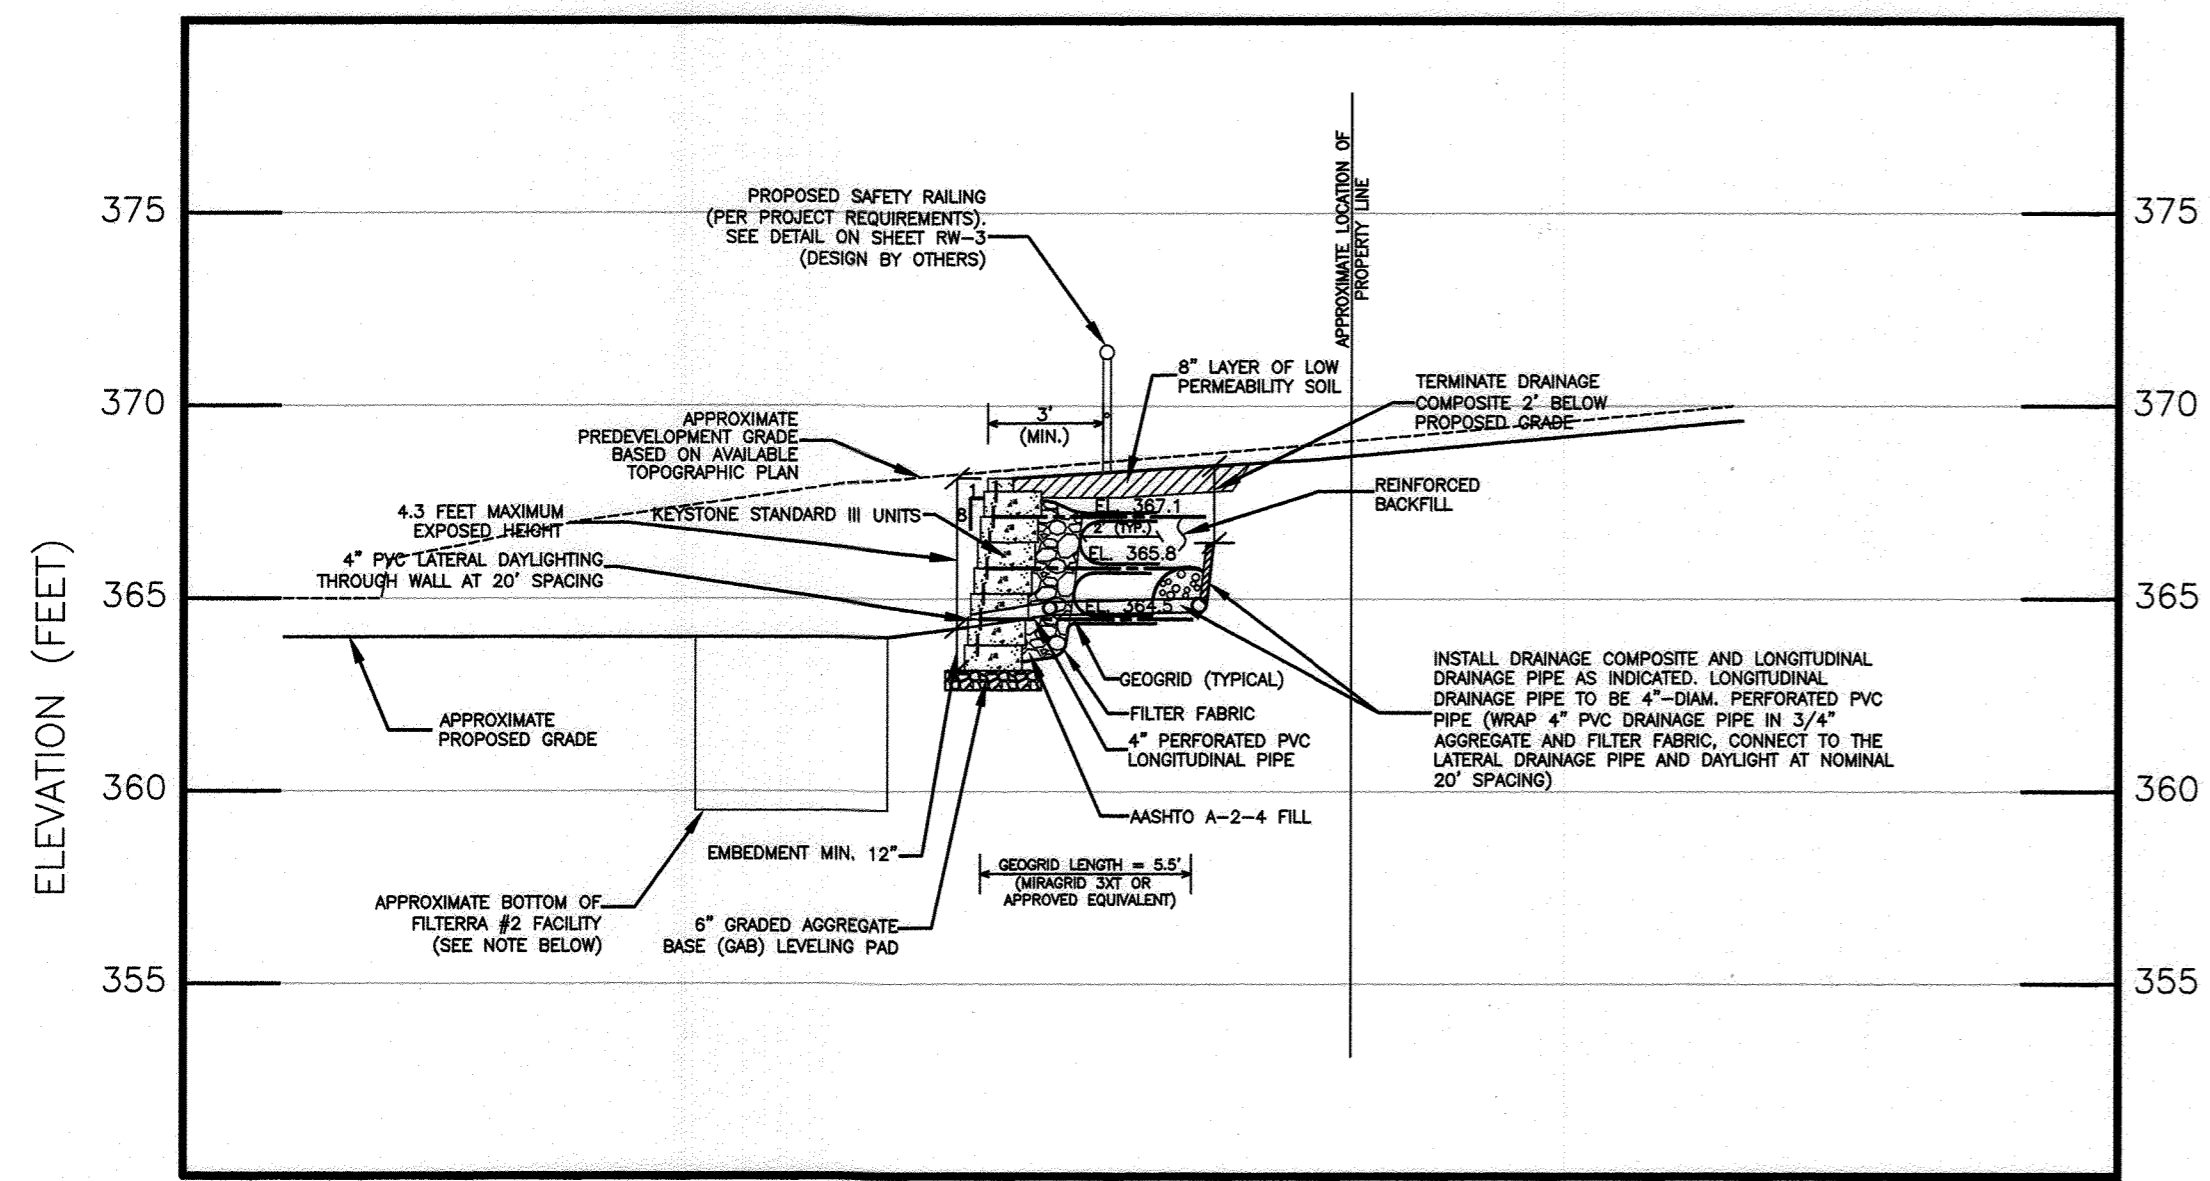 ELEVATION (FEET)
375
370
365
360
355
375
370
365
360
355
PROPOSED SAFETY RAILING
(PER PROJECT REQUIREMENTS).
SEE DETAIL ON SHEET RW-3
(DESIGN BY OTHERS)
APPROXIMATE LOCATION OF
PROPERTY LINE
8" LAYER OF LOW
PERMEABILITY SOIL
TERMINATE DRAINAGE
COMPOSITE 2' BELOW
PROPOSED GRADE
3'
(MIN.)
APPROXIMATE
PREDEVELOPMENT GRADE
BASED ON AVAILABLE
TOPOGRAPHIC PLAN
REINFORCED
BACKFILL
4.3 FEET MAXIMUM
EXPOSED HEIGHT
KEYSTONE STANDARD III UNITS
1
8
EL. 367.1
2' (TYP.)
EL. 365.8
EL. 364.5
4" PVC LATERAL DAYLIGHTING
THROUGH WALL AT 20' SPACING
GEOGRID (TYPICAL)
FILTER FABRIC
4" PERFORATED PVC
LONGITUDINAL PIPE
AASHTO A-2-4 FILL
INSTALL DRAINAGE COMPOSITE AND LONGITUDINAL
DRAINAGE PIPE AS INDICATED. LONGITUDINAL
DRAINAGE PIPE TO BE 4"-DIAM. PERFORATED PVC
PIPE (WRAP 4" PVC DRAINAGE PIPE IN 3/4"
AGGREGATE AND FILTER FABRIC, CONNECT TO THE
LATERAL DRAINAGE PIPE AND DAYLIGHT AT NOMINAL
20' SPACING)
APPROXIMATE
PROPOSED GRADE
EMBEDMENT MIN. 12"
GEOGRID LENGTH = 5.5'
(MIRAGRID 3XT OR
APPROVED EQUIVALENT)
APPROXIMATE BOTTOM OF
FILTERRA #2 FACILITY
(SEE NOTE BELOW)
6" GRADED AGGREGATE
BASE (GAB) LEVELING PAD